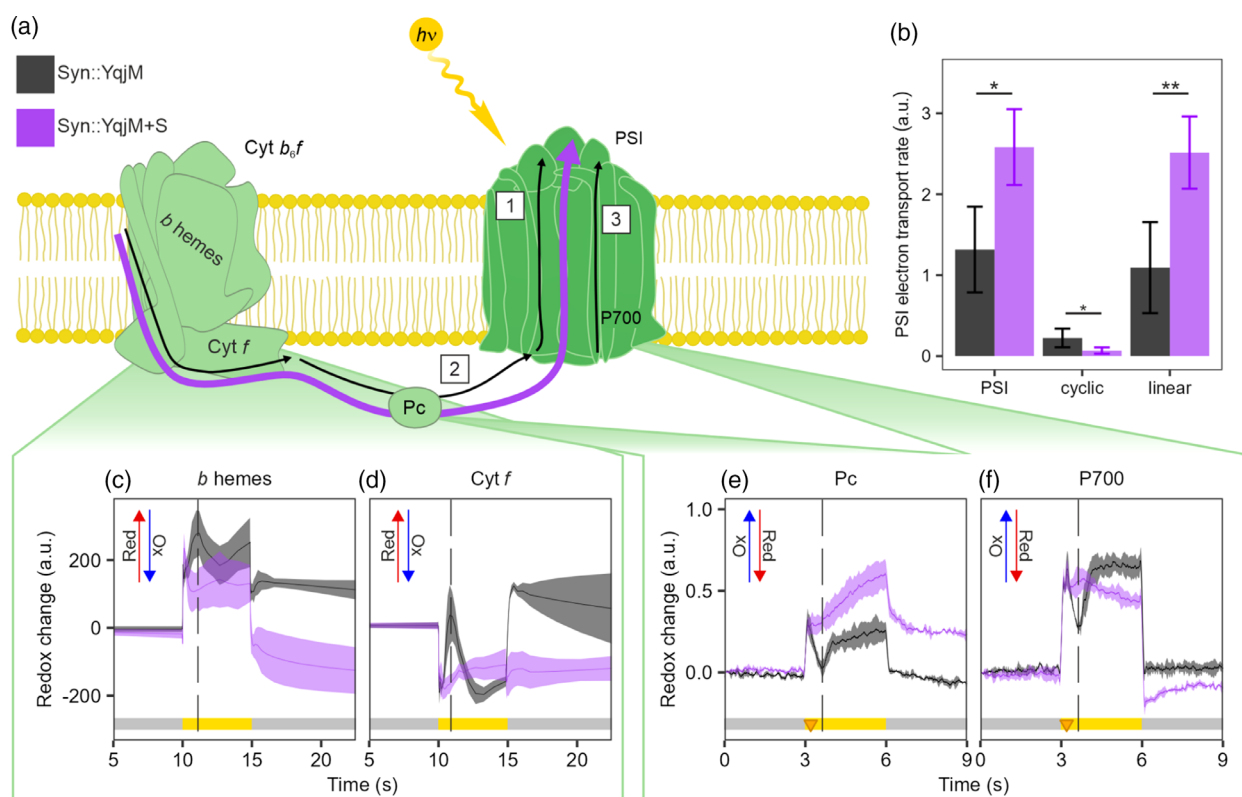 (a)
Syn::YqjM
Syn::YqjM+S
hν
Cyt b6f
b hemes
Cyt f
Pc
PSI
P700
1
2
3
(b)
PSI electron transport rate (a.u.)
3
2
1
0
*
*
**
PSI cyclic linear
(c) b hemes
Redox change (a.u.)
200
0
-200
Red
Ox
5 10 15 20
(d) Cyt f
Red
Ox
5 10 15 20
Time (s)
(e) Pc
Redox change (a.u.)
1.0
0.5
0.0
Ox
Red
0 3 6 9
(f) P700
Ox
Red
0 3 6 9
Time (s)